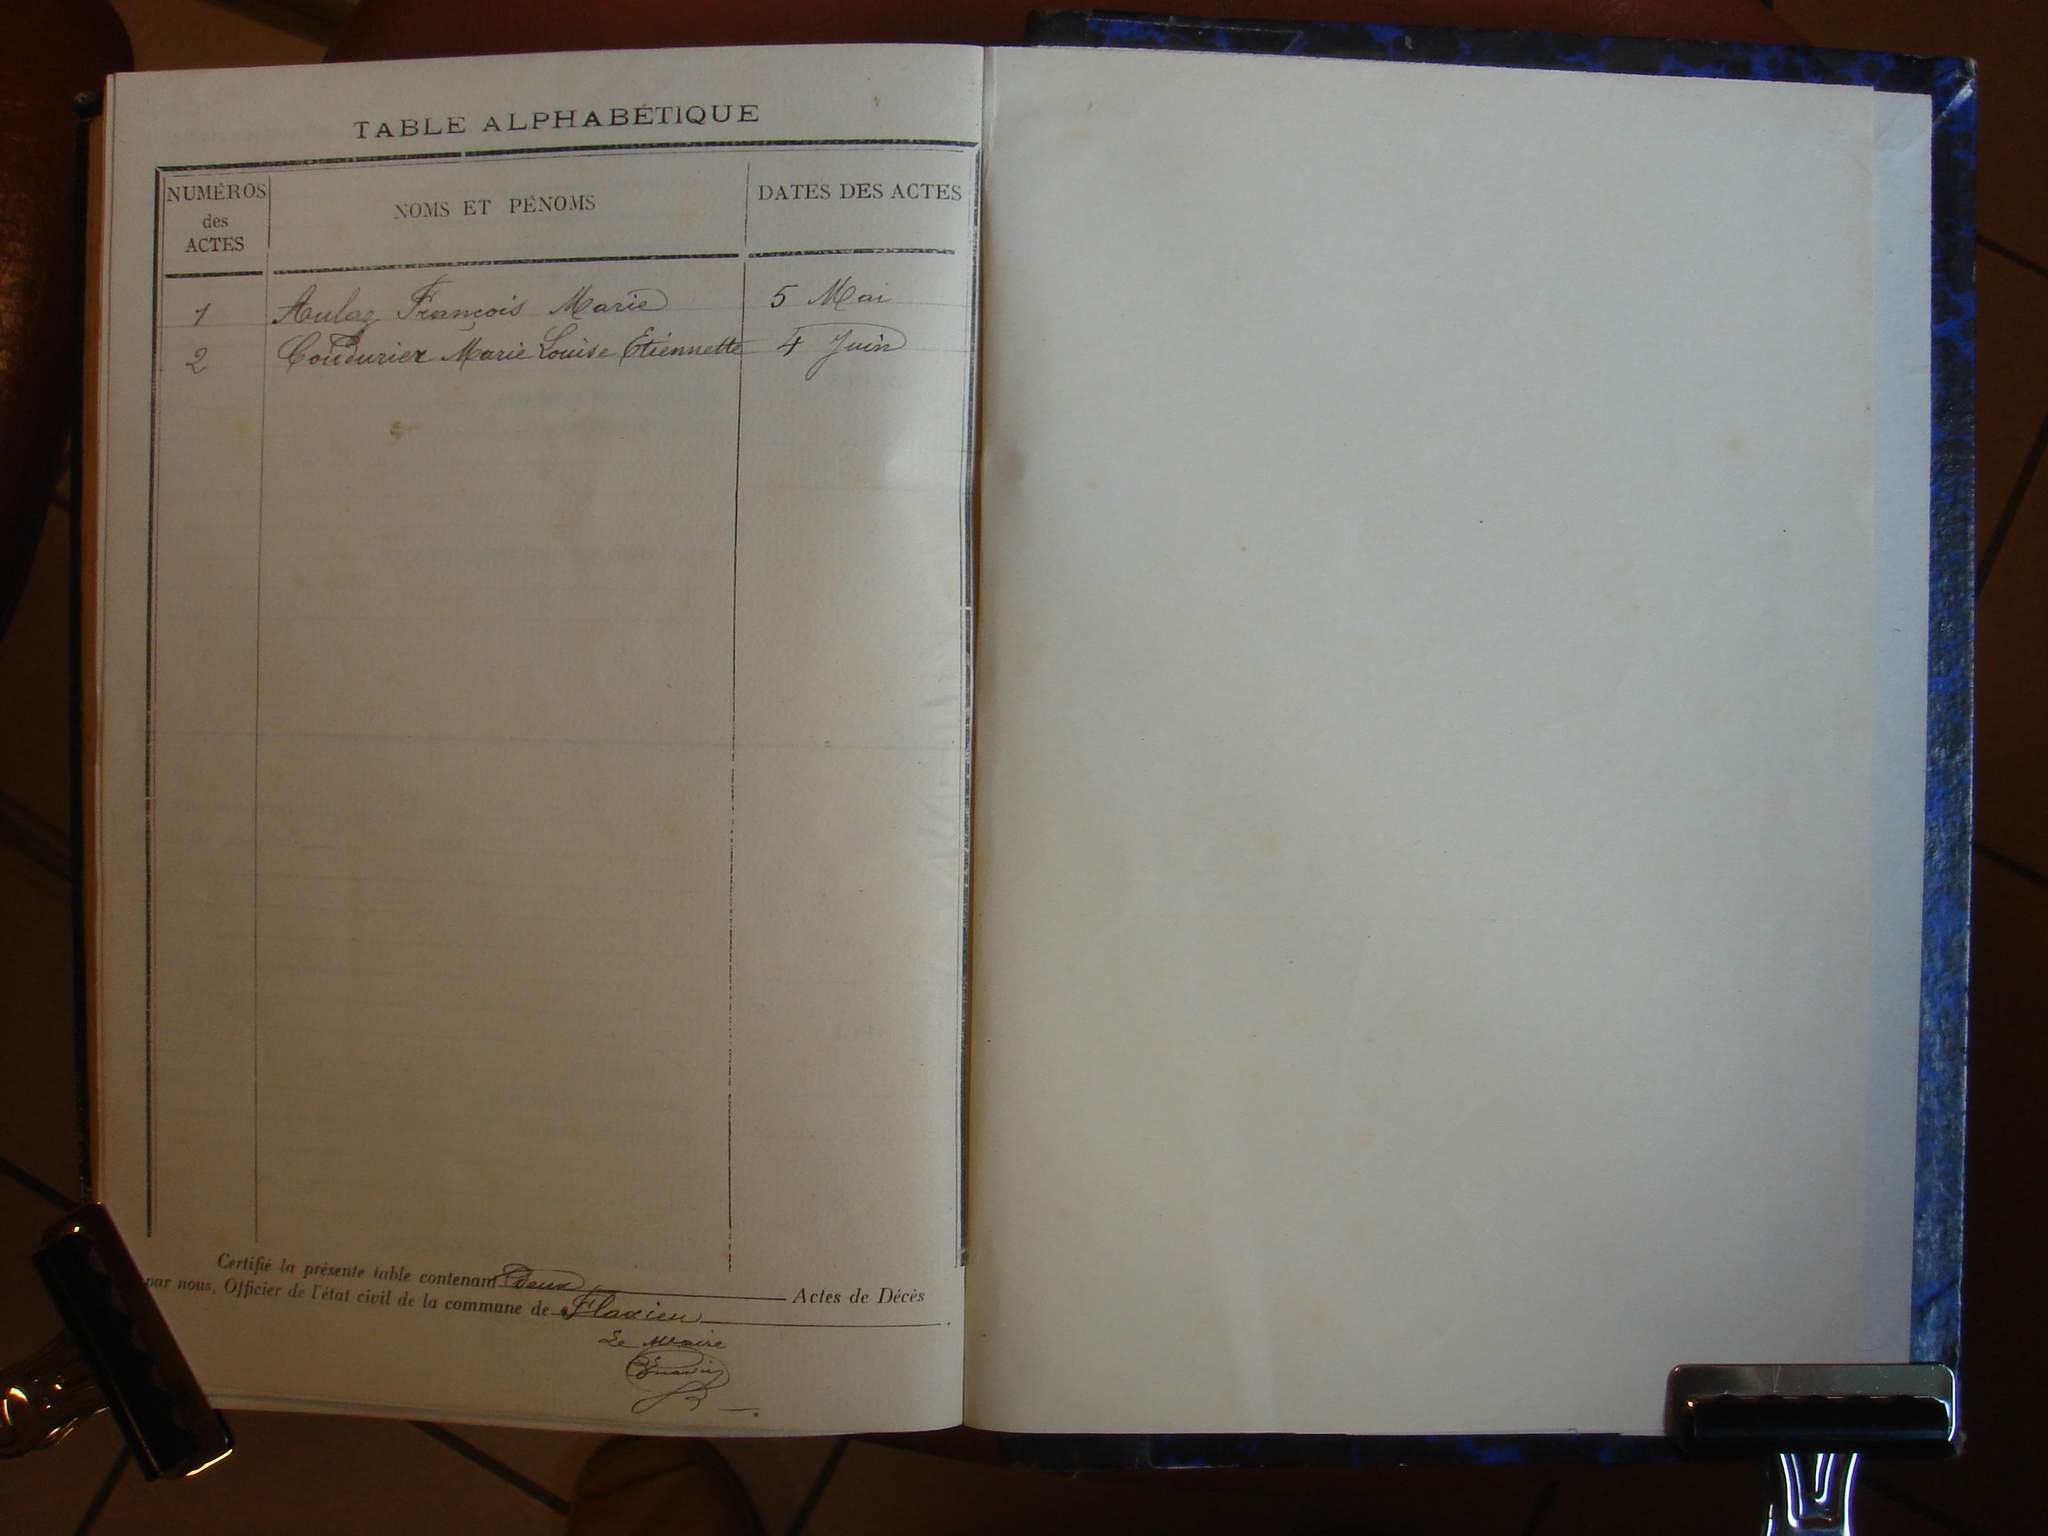 TABLE ALPHABÉTIQUE
NUMÉROS des ACTES NOMS ET PÉNOMS DATES DES ACTES
1 Aulaz François Marie 5 Mai
2 Coudurier Marie Louise Etiennette 4 Juin
Certifié la présente table contenant deux Actes de Décès
par nous, Officier de l'état civil de la commune de Flaxieu.
Le Maire